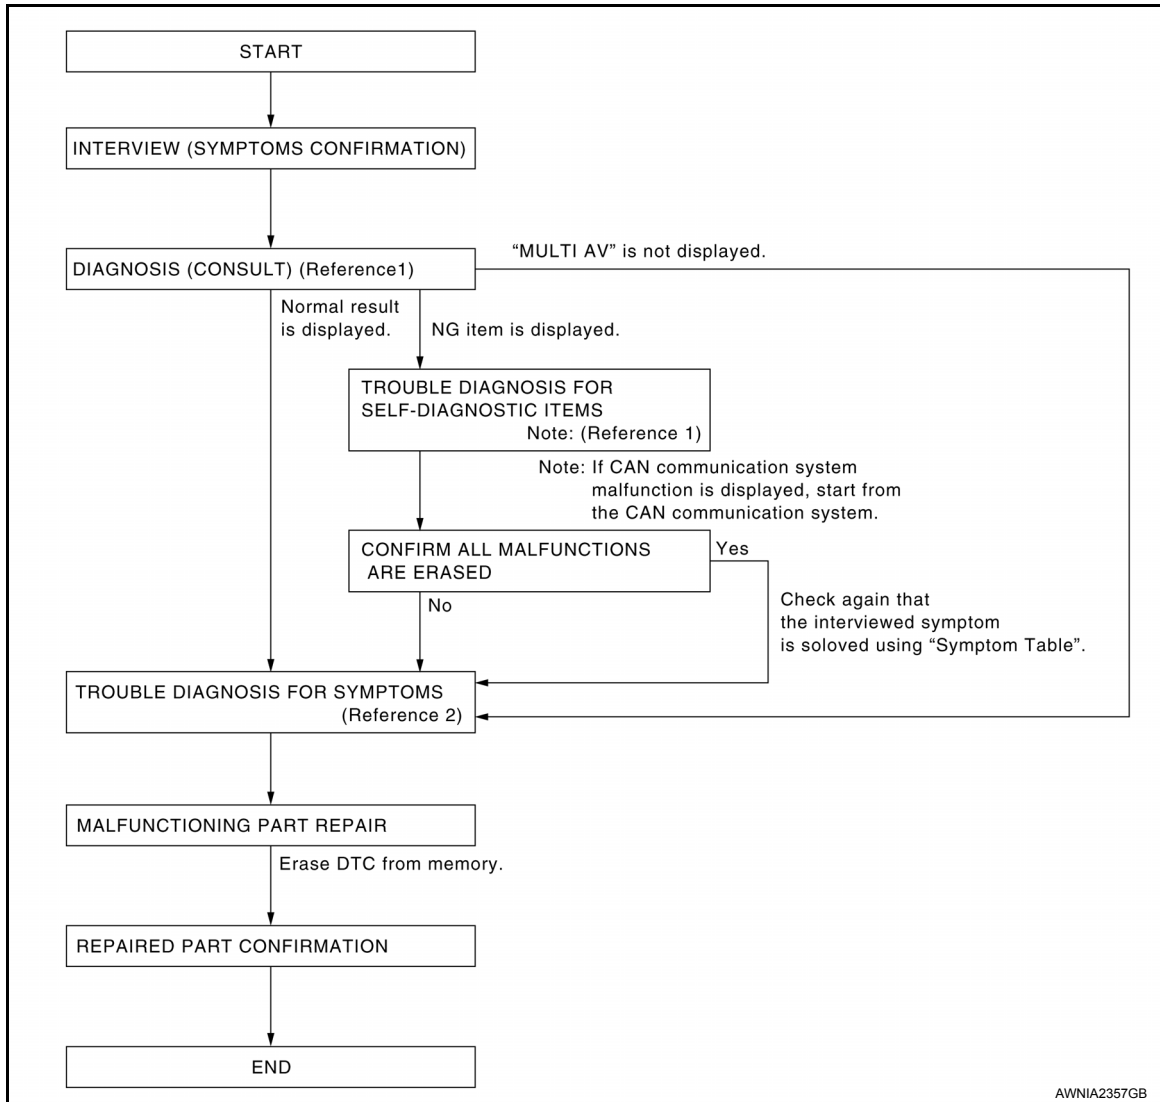 START
INTERVIEW (SYMPTOMS CONFIRMATION)
"MULTI AV" is not displayed.
DIAGNOSIS (CONSULT) (Reference1)
Normal result
is displayed.
NG item is displayed.
TROUBLE DIAGNOSIS FOR
SELF-DIAGNOSTIC ITEMS
Note: (Reference 1)
Note: If CAN communication system
malfunction is displayed, start from
the CAN communication system.
CONFIRM ALL MALFUNCTIONS
ARE ERASED
Yes
No
Check again that
the interviewed symptom
is soloved using “Symptom Table”.
TROUBLE DIAGNOSIS FOR SYMPTOMS
(Reference 2)
MALFUNCTIONING PART REPAIR
Erase DTC from memory.
REPAIRED PART CONFIRMATION
END
AWNIA2357GB